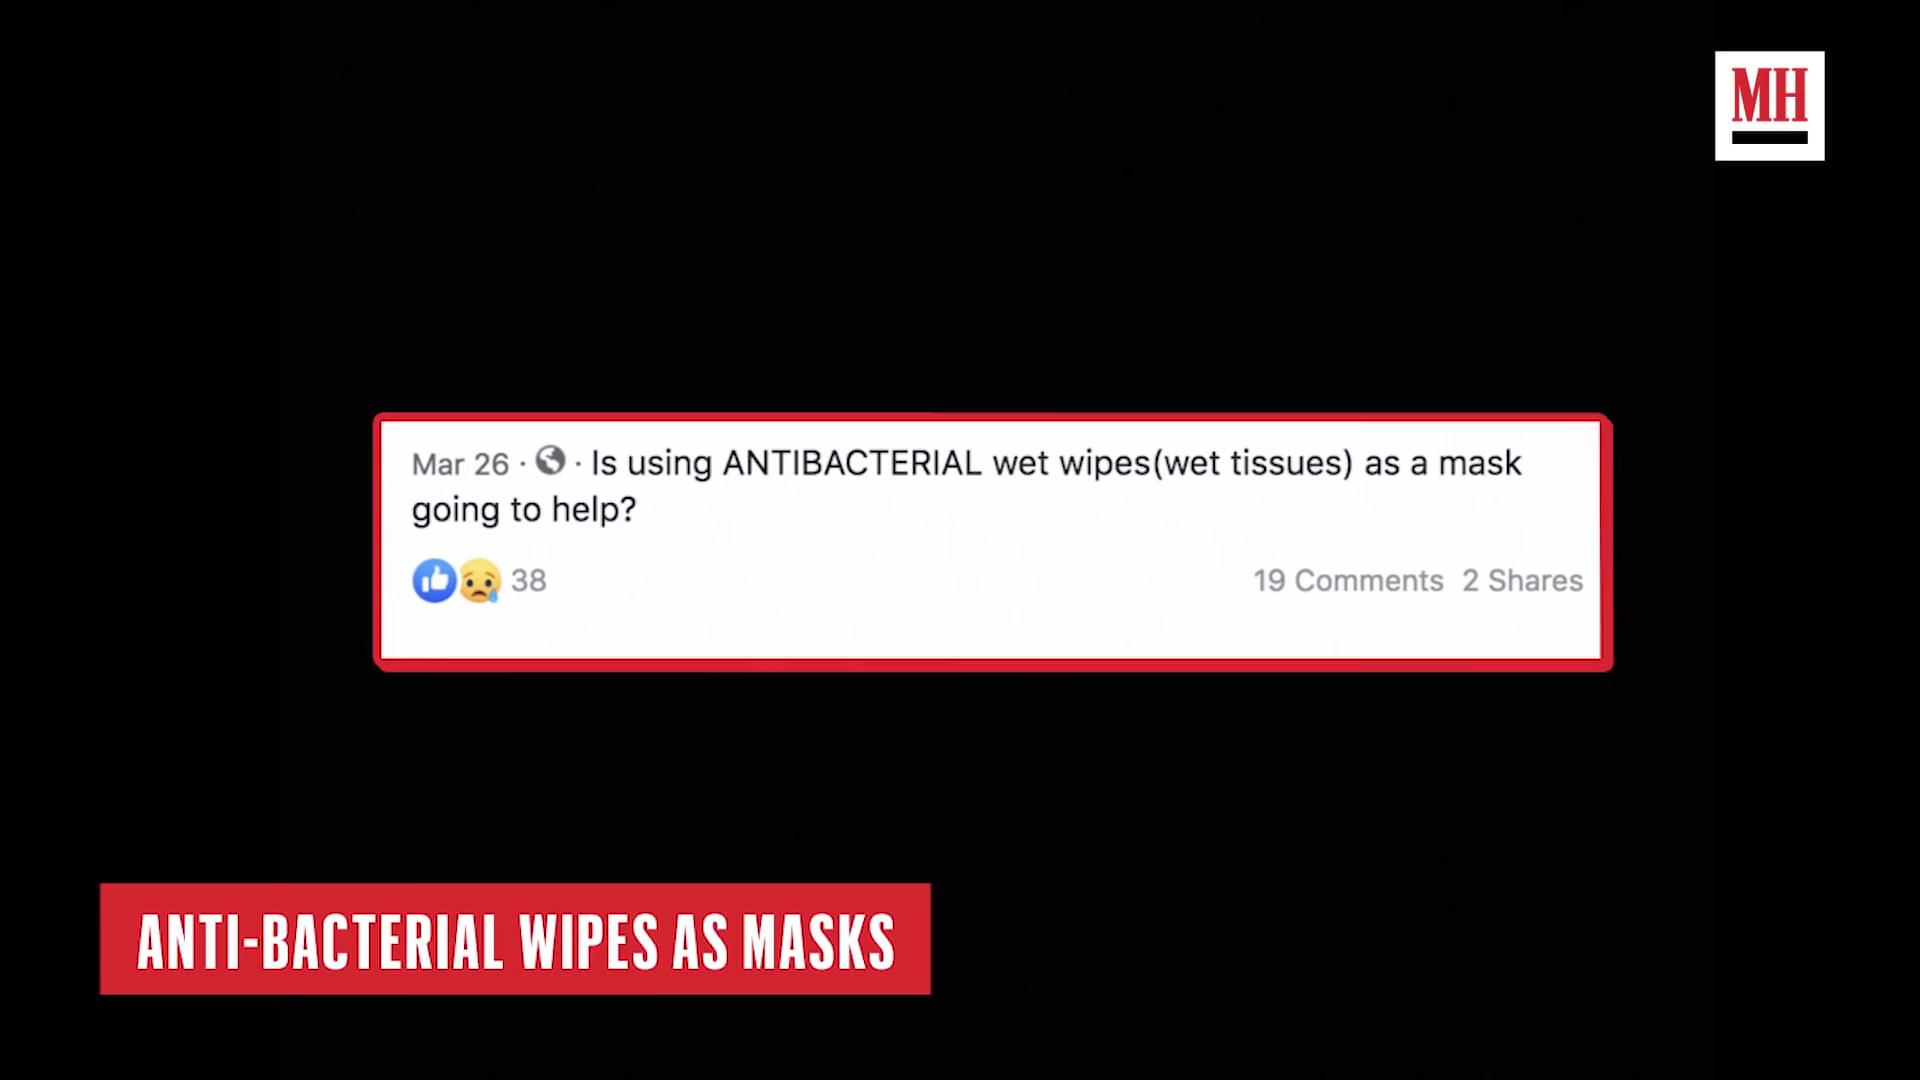 MH
Mar 26 · · Is using ANTIBACTERIAL wet wipes(wet tissues) as a mask
going to help?
38
19 Comments 2 Shares
ANTI-BACTERIAL WIPES AS MASKS